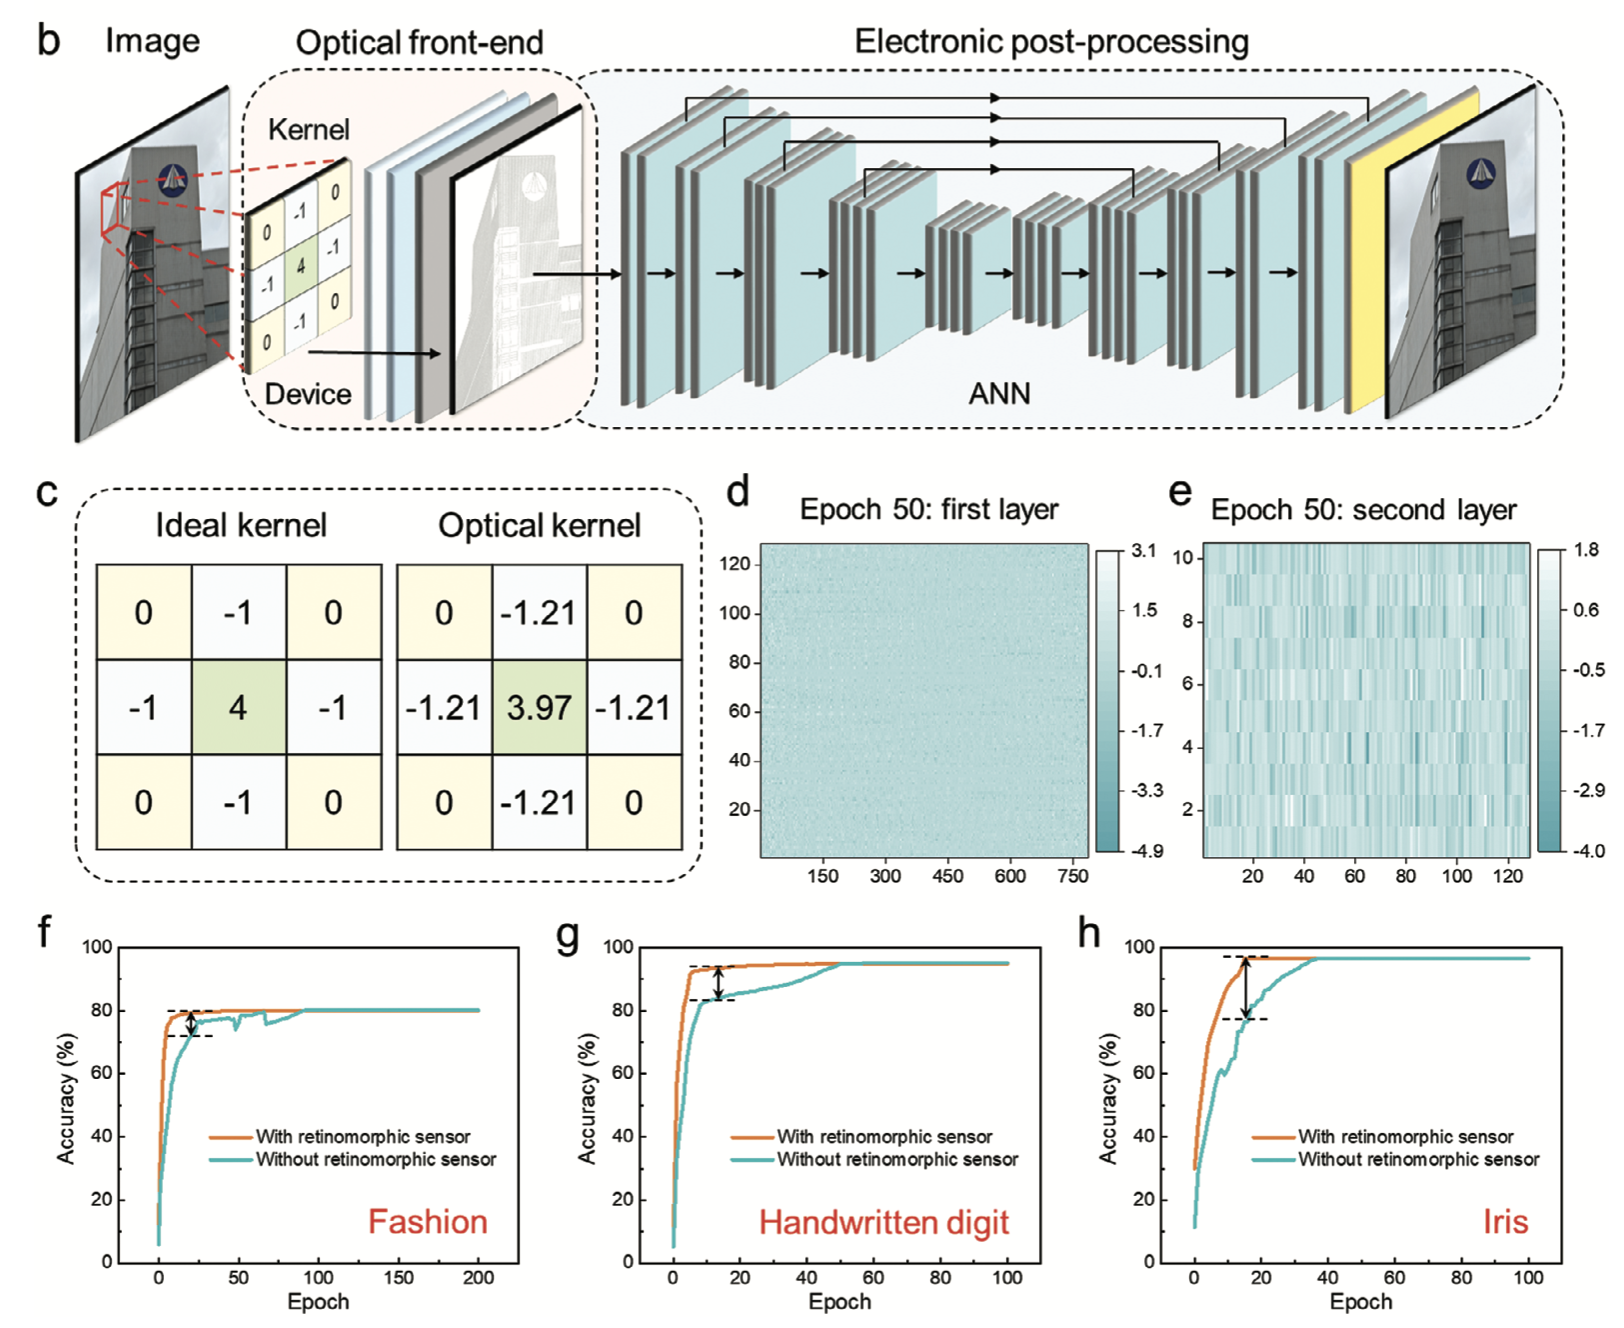 b Image Optical front-end Electronic post-processing
Kernel
0 -1 0
-1 4 -1
0 -1 0
Device
ANN
c
Ideal kernel Optical kernel
0 -1 0 0 -1.21 0
-1 4 -1 -1.21 3.97 -1.21
0 -1 0 0 -1.21 0
d
Epoch 50: first layer
120
100
80
60
40
20
150 300 450 600 750
3.1
1.5
-0.1
-1.7
-3.3
-4.9
e
Epoch 50: second layer
10
8
6
4
2
20 40 60 80 100 120
1.8
0.6
-0.5
-1.7
-2.9
-4.0
f
Accuracy (%)
100
80
60
40
20
0
With retinomorphic sensor
Without retinomorphic sensor
Fashion
0 50 100 150 200
Epoch
g
Accuracy (%)
100
80
60
40
20
0
With retinomorphic sensor
Without retinomorphic sensor
Handwritten digit
0 20 40 60 80 100
Epoch
h
Accuracy (%)
100
80
60
40
20
0
With retinomorphic sensor
Without retinomorphic sensor
Iris
0 20 40 60 80 100
Epoch